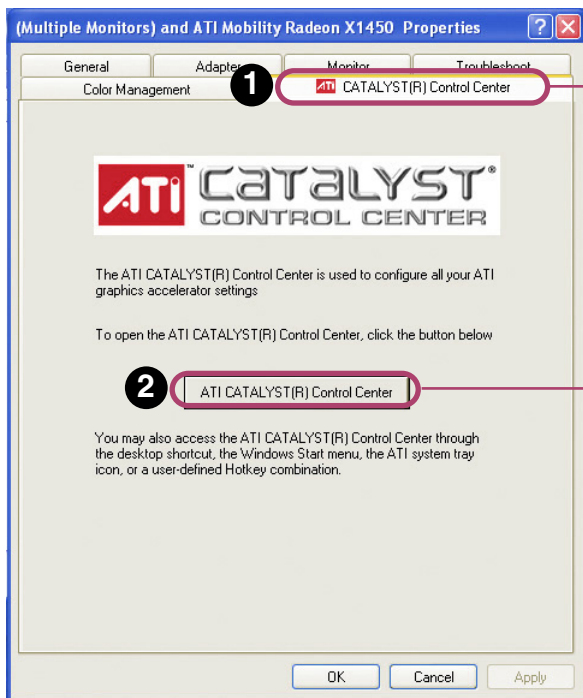 (Multiple Monitors) and ATI Mobility Radeon X1450 Properties
General Adapter Monitor Troubleshoot
Color Management ATI CATALYST(R) Control Center
1
ATI™ CATALYST®
CONTROL CENTER
The ATI CATALYST(R) Control Center is used to configure all your ATI
graphics accelerator settings
To open the ATI CATALYST(R) Control Center, click the button below
2 ATI CATALYST(R) Control Center
You may also access the ATI CATALYST(R) Control Center through
the desktop shortcut, the Windows Start menu, the ATI system tray
icon, or a user-defined Hotkey combination.
OK Cancel Apply